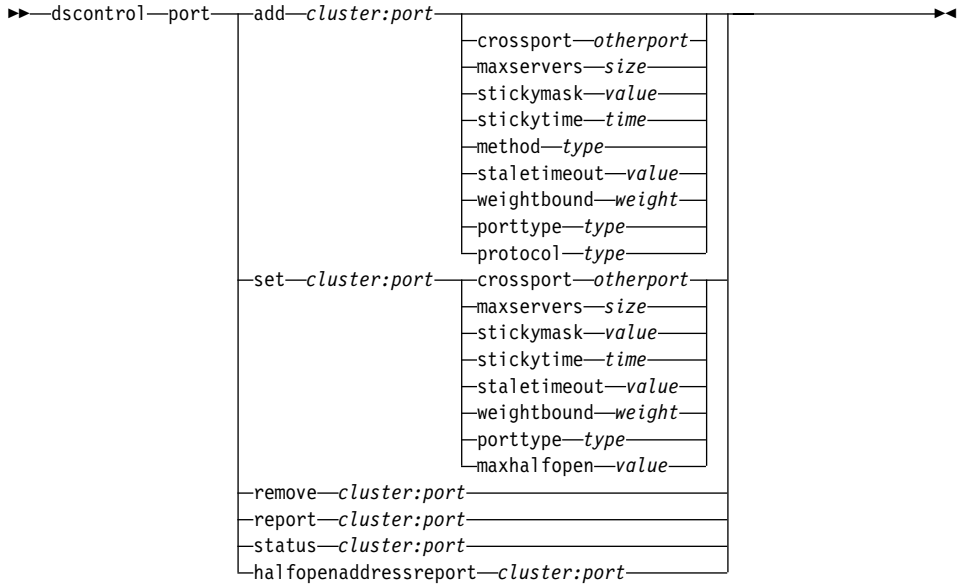 dscontrol port add cluster:port
crossport otherport
maxservers size
stickymask value
stickytime time
method type
staletimeout value
weightbound weight
porttype type
protocol type
set cluster:port crossport otherport
maxservers size
stickymask value
stickytime time
staletimeout value
weightbound weight
porttype type
maxhalfopen value
remove cluster:port
report cluster:port
status cluster:port
halfopenaddressreport cluster:port